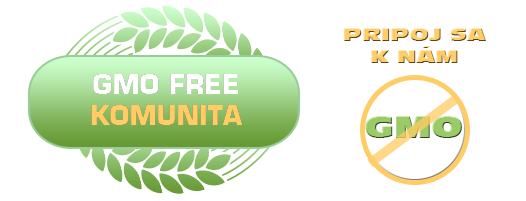 GMO FREE
KOMUNITA
PRIPOJ SA
K NÁM
GMO